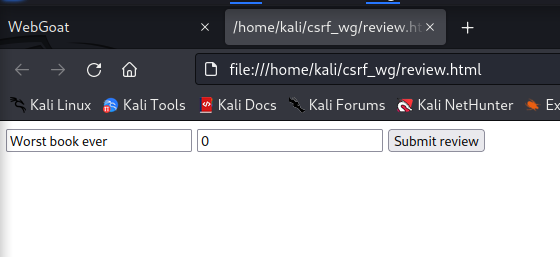 WebGoat
/home/kali/csrf_wg/review.ht
file:///home/kali/csrf_wg/review.html
Kali Linux Kali Tools Kali Docs Kali Forums Kali NetHunter Ex
Worst book ever 0 Submit review